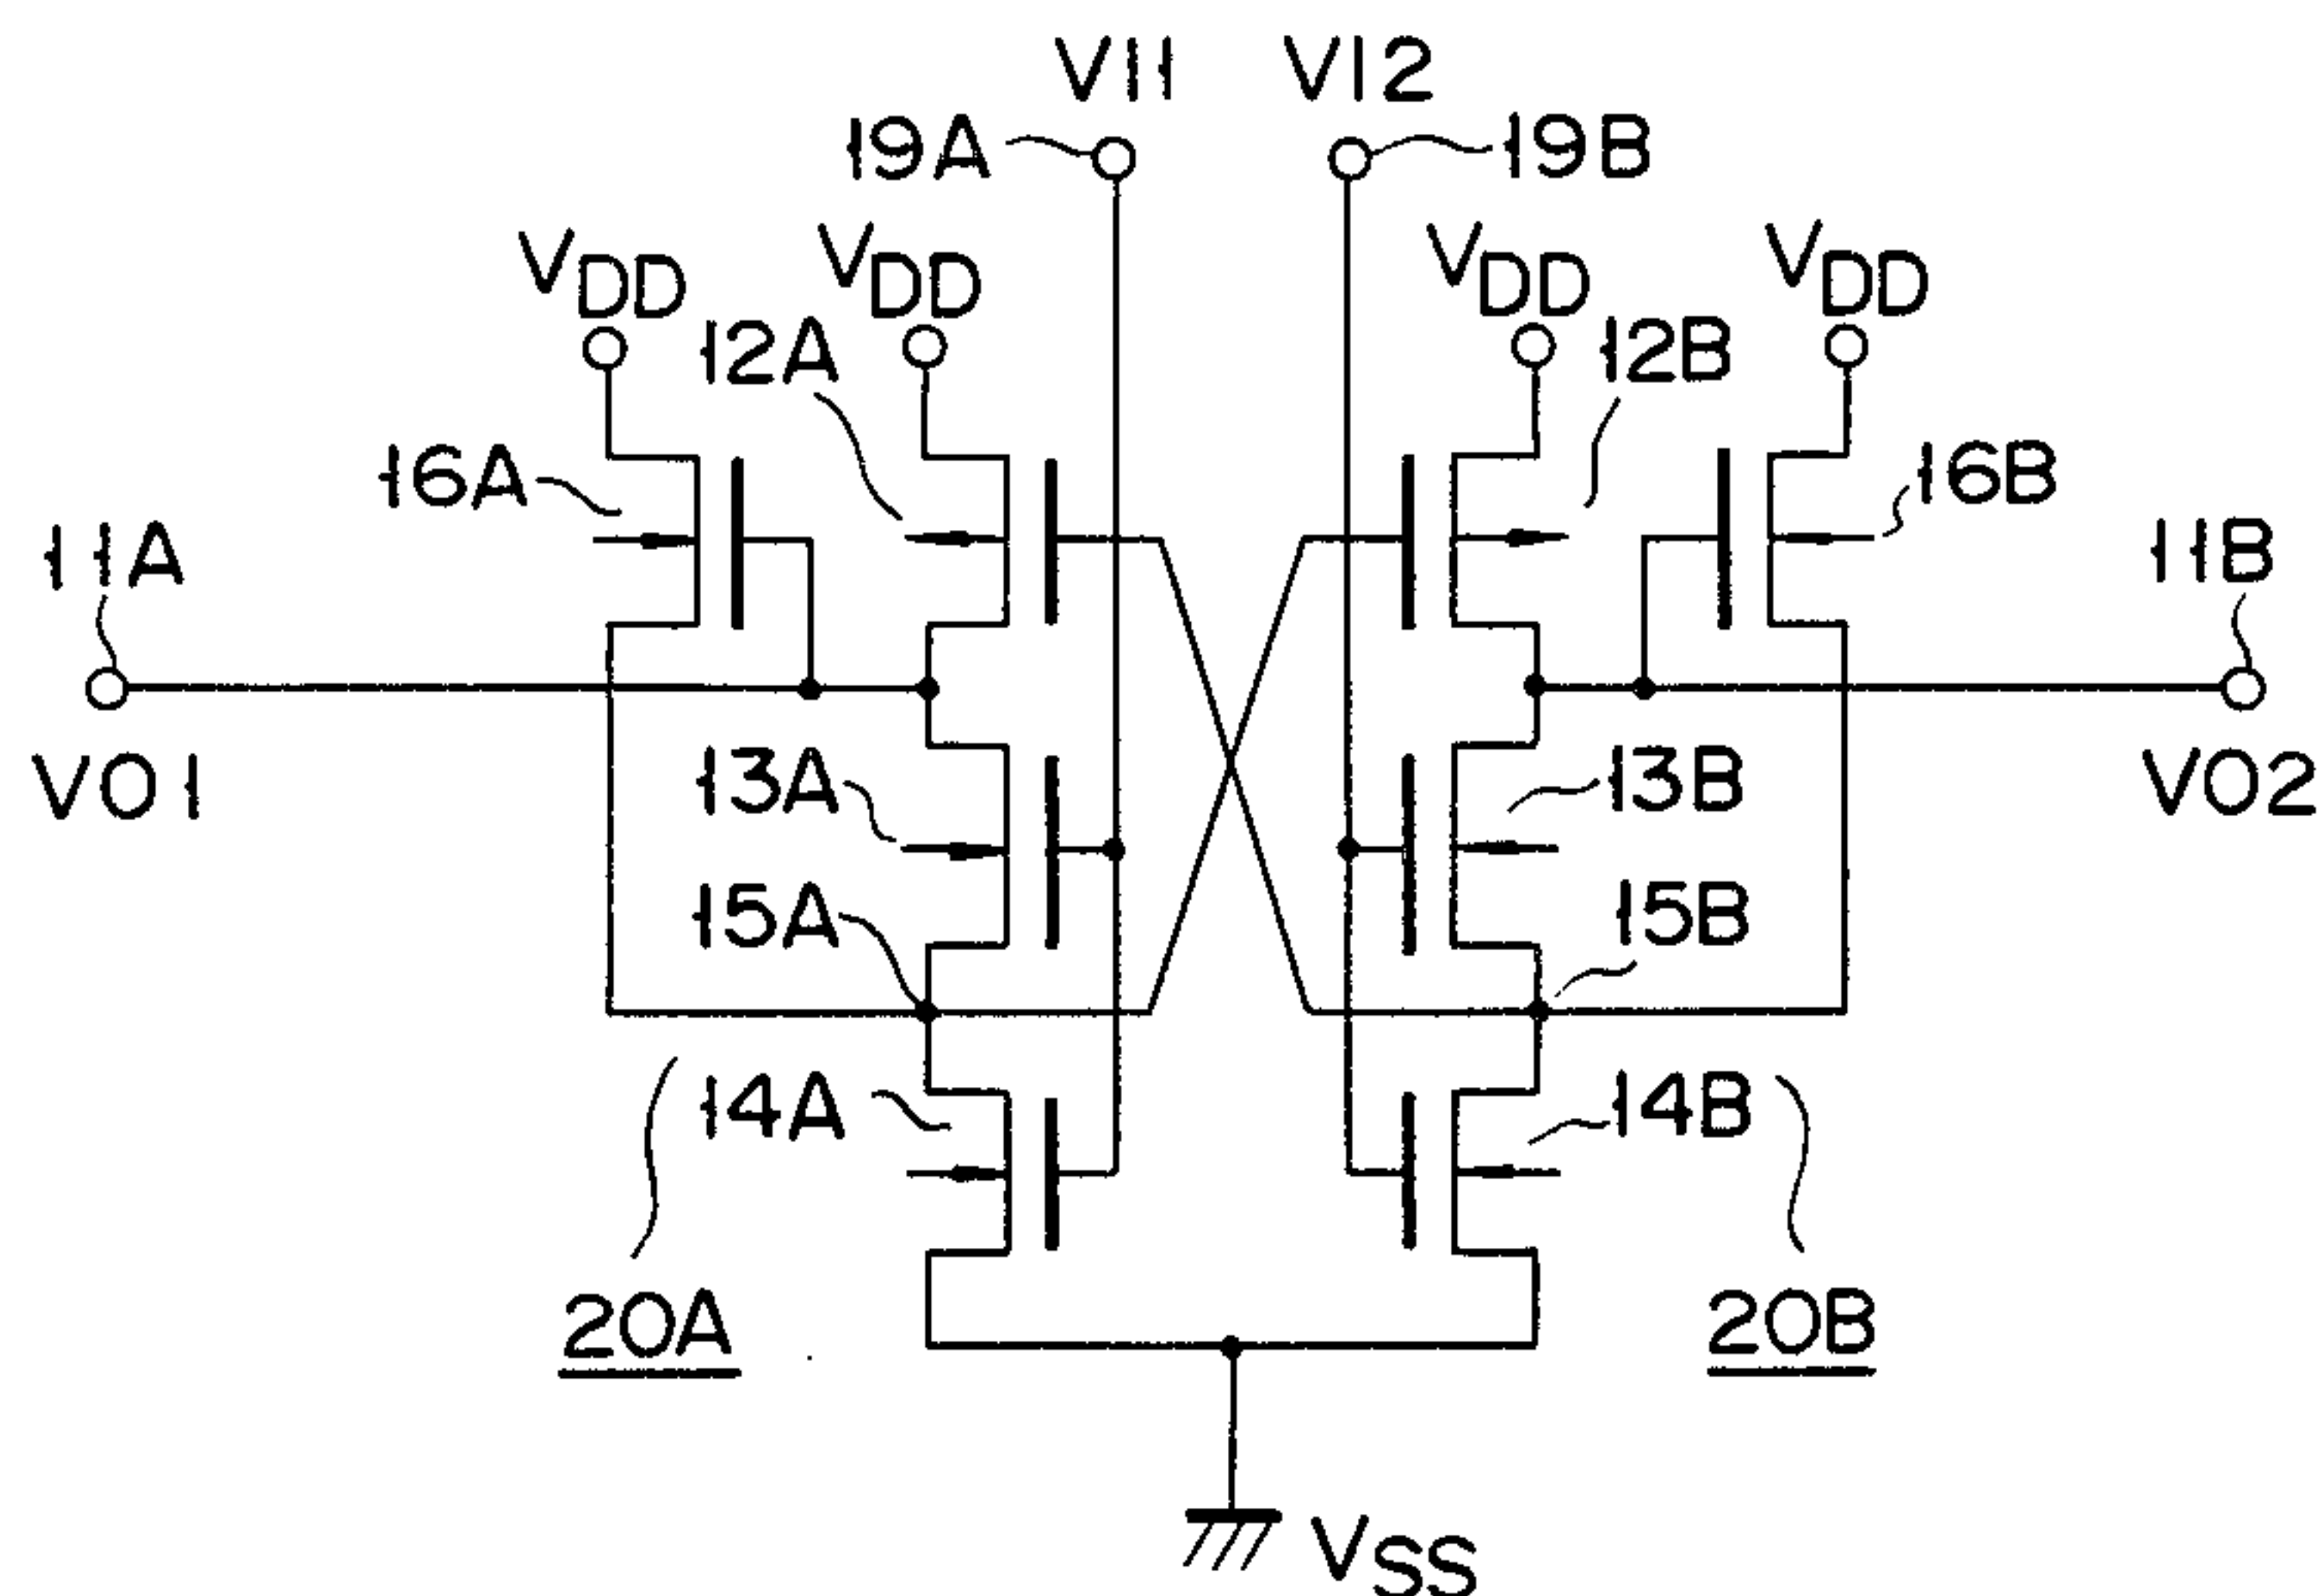 VI1 VI2
19A 19B
VDD VDD VDD VDD
12A 12B
16A 16B
11A 11B
VO1 13A 13B VO2
15A 15B
14A 14B
20A 20B
VSS